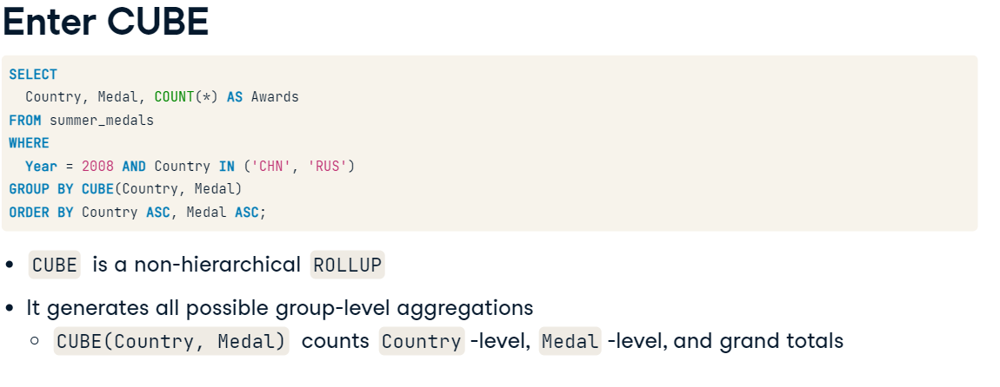 Enter CUBE
SELECT
Country, Medal, COUNT(*) AS Awards
FROM summer_medals
WHERE
Year = 2008 AND Country IN ('CHN', 'RUS')
GROUP BY CUBE(Country, Medal)
ORDER BY Country ASC, Medal ASC;
• CUBE is a non-hierarchical ROLLUP
• It generates all possible group-level aggregations
○ CUBE(Country, Medal) counts Country -level, Medal -level, and grand totals